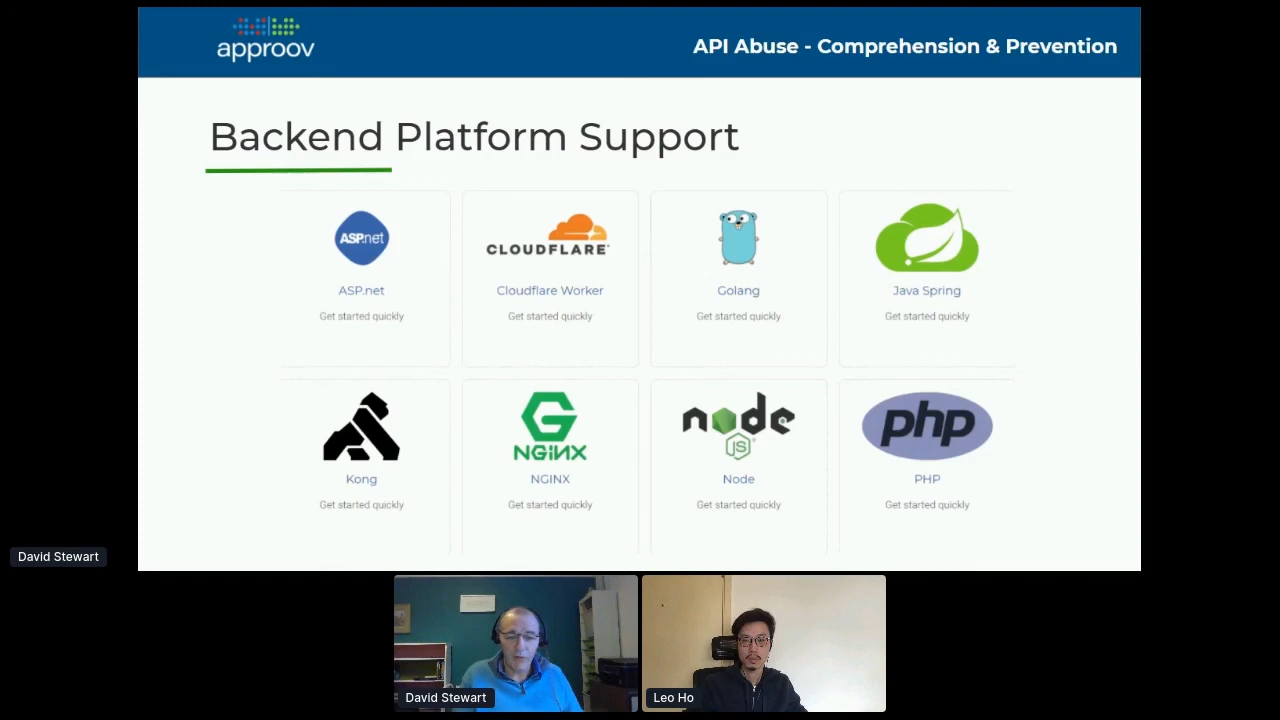 approov
API Abuse - Comprehension & Prevention
Backend Platform Support
ASP.net
CLOUDFLARE
ASP.net
Cloudflare Worker
Golang
Java Spring
Get started quickly
Get started quickly
Get started quickly
Get started quickly
NGINX
node
JS
php
Kong
NGINX
Node
PHP
Get started quickly
Get started quickly
Get started quickly
Get started quickly
David Stewart
David Stewart
Leo Ho